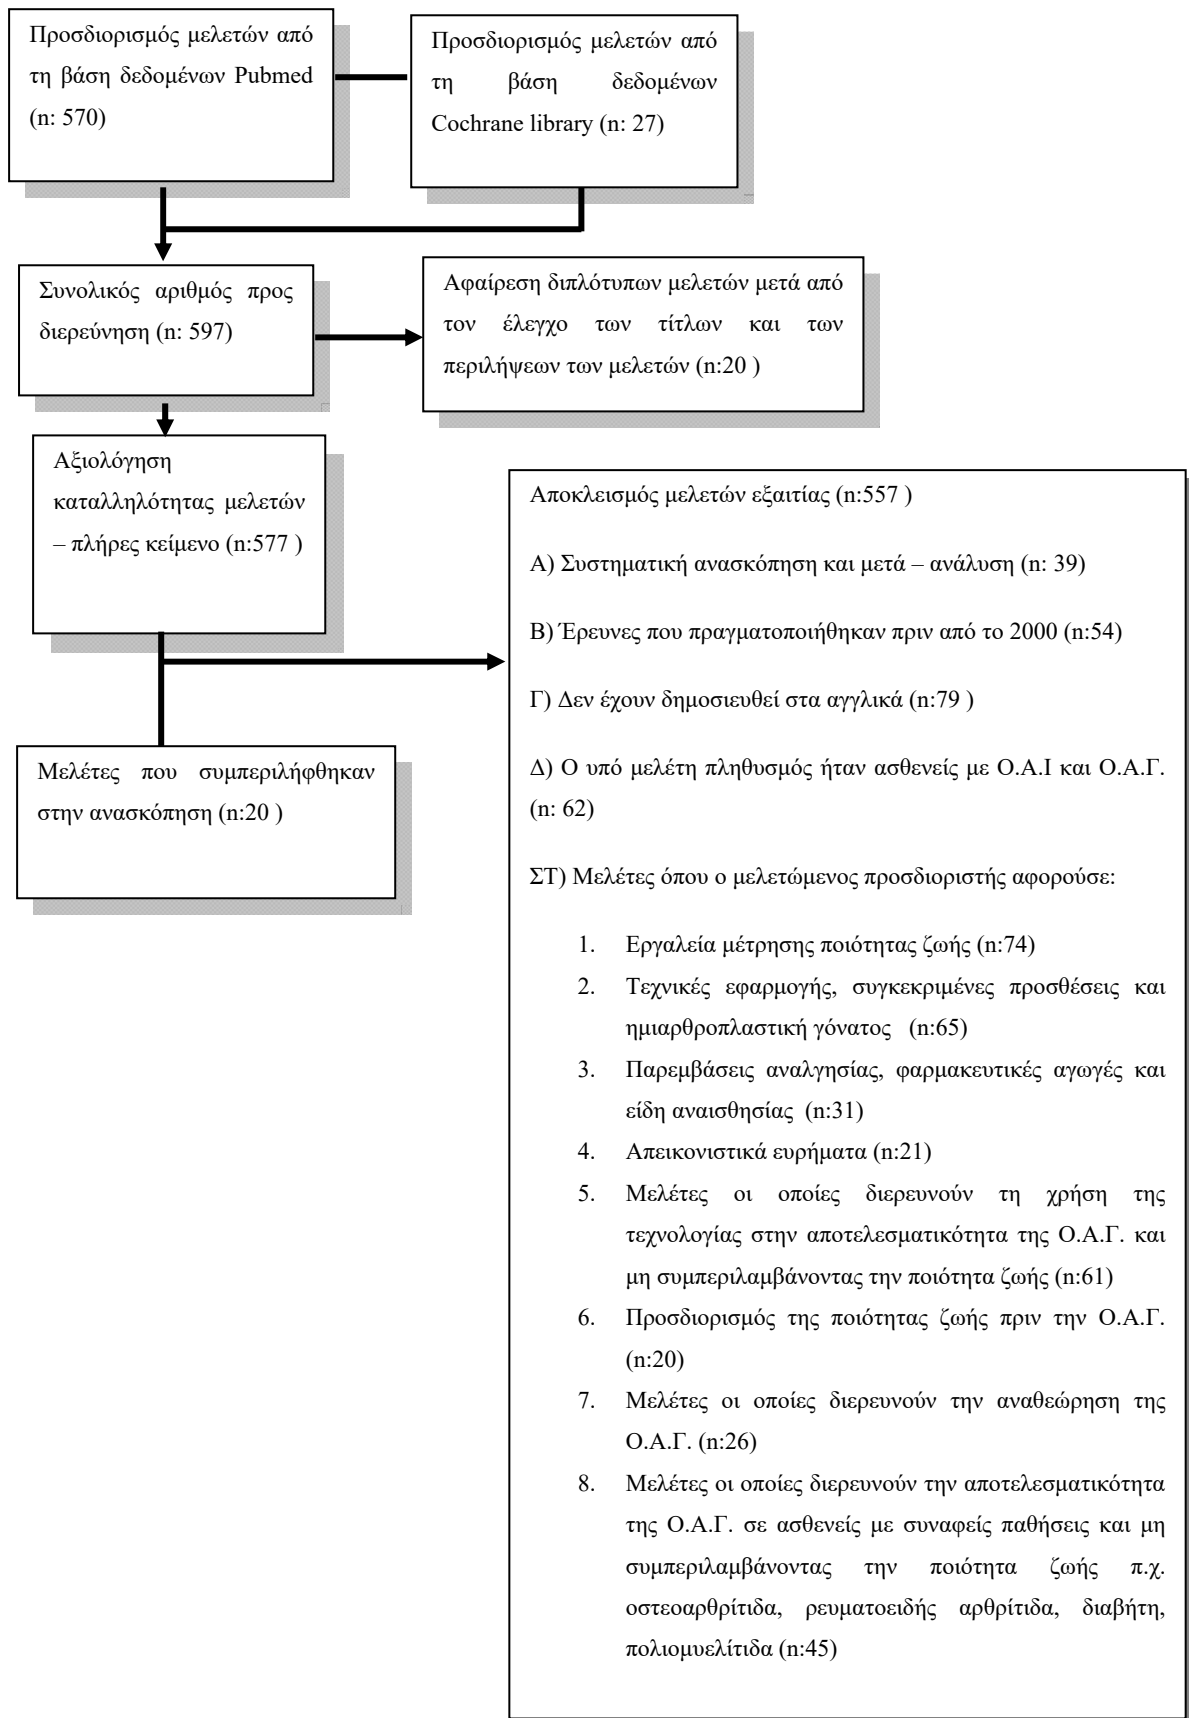 Προσδιορισμός μελετών από
τη βάση δεδομένων Pubmed
(n: 570)
Προσδιορισμός μελετών από
τη βάση δεδομένων
Cochrane library (n: 27)
Συνολικός αριθμός προς
διερεύνηση (n: 597)
Αφαίρεση διπλότυπων μελετών μετά από
τον έλεγχο των τίτλων και των
περιλήψεων των μελετών (n:20 )
Αξιολόγηση
καταλληλότητας μελετών
– πλήρες κείμενο (n:577 )
Αποκλεισμός μελετών εξαιτίας (n:557 )
Α) Συστηματική ανασκόπηση και μετά – ανάλυση (n: 39)
Β) Έρευνες που πραγματοποιήθηκαν πριν από το 2000 (n:54)
Γ) Δεν έχουν δημοσιευθεί στα αγγλικά (n:79 )
Δ) Ο υπό μελέτη πληθυσμός ήταν ασθενείς με Ο.Α.Ι και Ο.Α.Γ.
(n: 62)
ΣΤ) Μελέτες όπου ο μελετώμενος προσδιοριστής αφορούσε:
1. Εργαλεία μέτρησης ποιότητας ζωής (n:74)
2. Τεχνικές εφαρμογής, συγκεκριμένες προσθέσεις και
ημιαρθροπλαστική γόνατος (n:65)
3. Παρεμβάσεις αναλγησίας, φαρμακευτικές αγωγές και
είδη αναισθησίας (n:31)
4. Απεικονιστικά ευρήματα (n:21)
5. Μελέτες οι οποίες διερευνούν τη χρήση της
τεχνολογίας στην αποτελεσματικότητα της Ο.Α.Γ. και
μη συμπεριλαμβάνοντας την ποιότητα ζωής (n:61)
6. Προσδιορισμός της ποιότητας ζωής πριν την Ο.Α.Γ.
(n:20)
7. Μελέτες οι οποίες διερευνούν την αναθεώρηση της
Ο.Α.Γ. (n:26)
8. Μελέτες οι οποίες διερευνούν την αποτελεσματικότητα
της Ο.Α.Γ. σε ασθενείς με συναφείς παθήσεις και μη
συμπεριλαμβάνοντας την ποιότητα ζωής π.χ.
οστεοαρθρίτιδα, ρευματοειδής αρθρίτιδα, διαβήτη,
πολιομυελίτιδα (n:45)
Μελέτες που συμπεριλήφθηκαν
στην ανασκόπηση (n:20 )